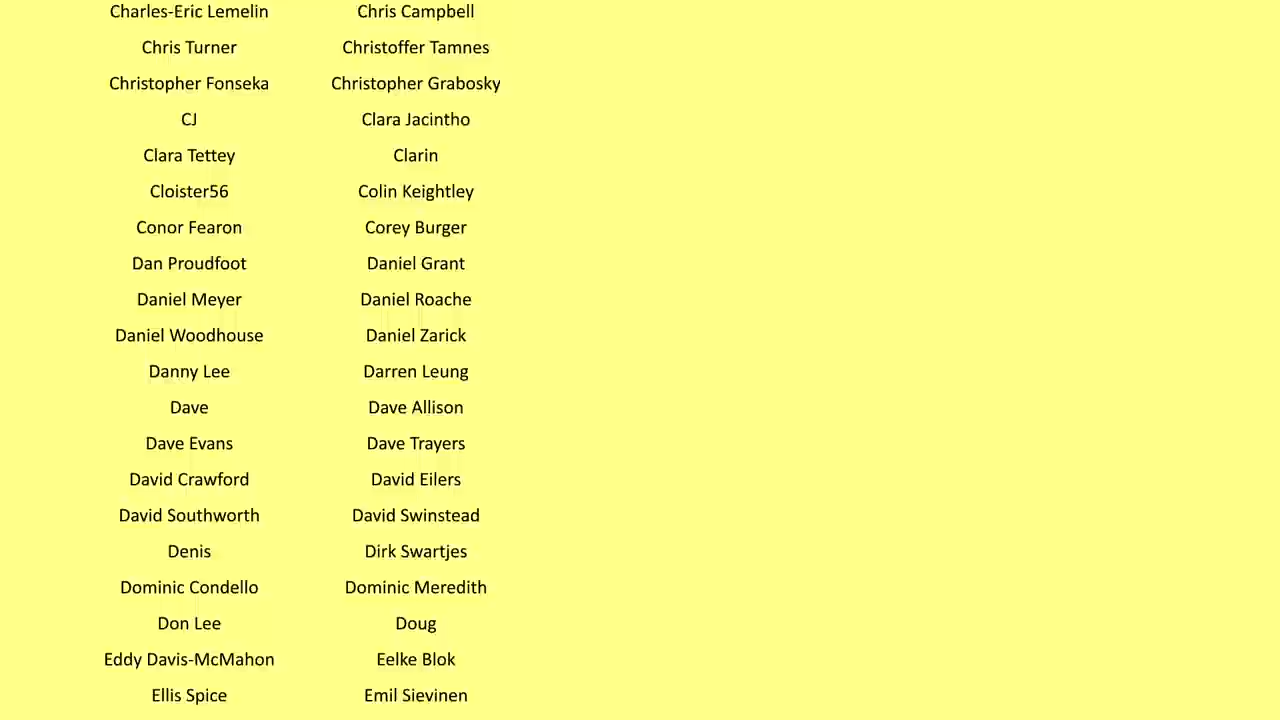 Charles-Eric Lemelin Chris Campbell
Chris Turner Christoffer Tamnes
Christopher Fonseka Christopher Grabosky
CJ Clara Jacintho
Clara Tettey Clarin
Cloister56 Colin Keightley
Conor Fearon Corey Burger
Dan Proudfoot Daniel Grant
Daniel Meyer Daniel Roache
Daniel Woodhouse Daniel Zarick
Danny Lee Darren Leung
Dave Dave Allison
Dave Evans Dave Trayers
David Crawford David Eilers
David Southworth David Swinstead
Denis Dirk Swartjes
Dominic Condello Dominic Meredith
Don Lee Doug
Eddy Davis-McMahon Eelke Blok
Ellis Spice Emil Sievinen